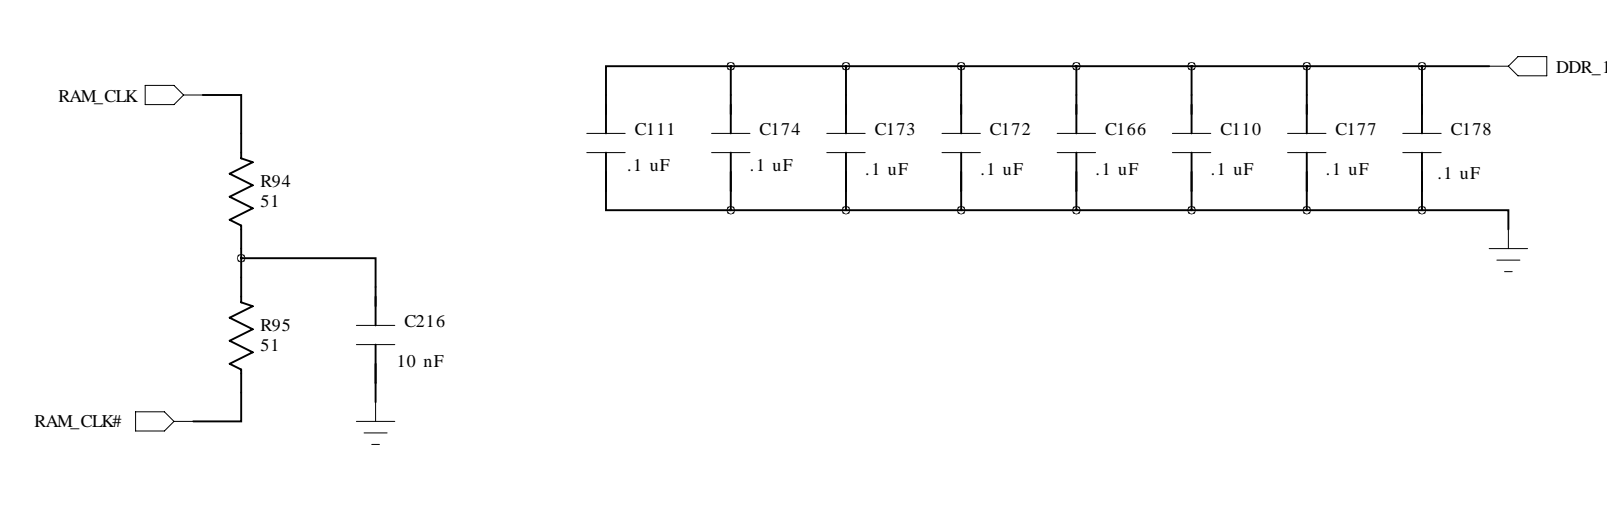 RAM_CLK
R94
51
R95
51
C216
10 nF
RAM_CLK#
DDR_1
C111
.1 uF
C174
.1 uF
C173
.1 uF
C172
.1 uF
C166
.1 uF
C110
.1 uF
C177
.1 uF
C178
.1 uF